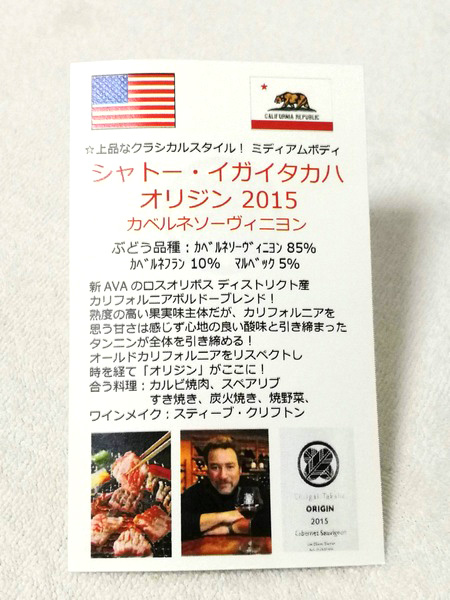 CALIFORNIA REPUBLIC
☆上品なクラシカルスタイル！ ミディアムボディ
シャトー・イガイタカハ
オリジン 2015
カベルネソーヴィニヨン
ぶどう品種：ｶﾍﾞﾙﾈｿｰｳﾞｨﾆﾖﾝ 85%
ｶﾍﾞﾙﾈﾌﾗﾝ 10% ﾏﾙﾍﾞｯｸ 5%
新AVAのロスオリボス ディストリクト産
カリフォルニアボルドーブレンド！
熟度の高い果実味主体だが、カリフォルニアを
思う甘さは感じず心地の良い酸味と引き締まった
タンニンが全体を引き締める！
オールドカリフォルニアをリスペクトし
時を経て「オリジン」がここに！
合う料理：カルビ焼肉、スペアリブ
すき焼き、炭火焼き、焼野菜、
ワインメイク：スティーブ・クリフトン
ORIGIN
2015
Cabernet Sauvignon